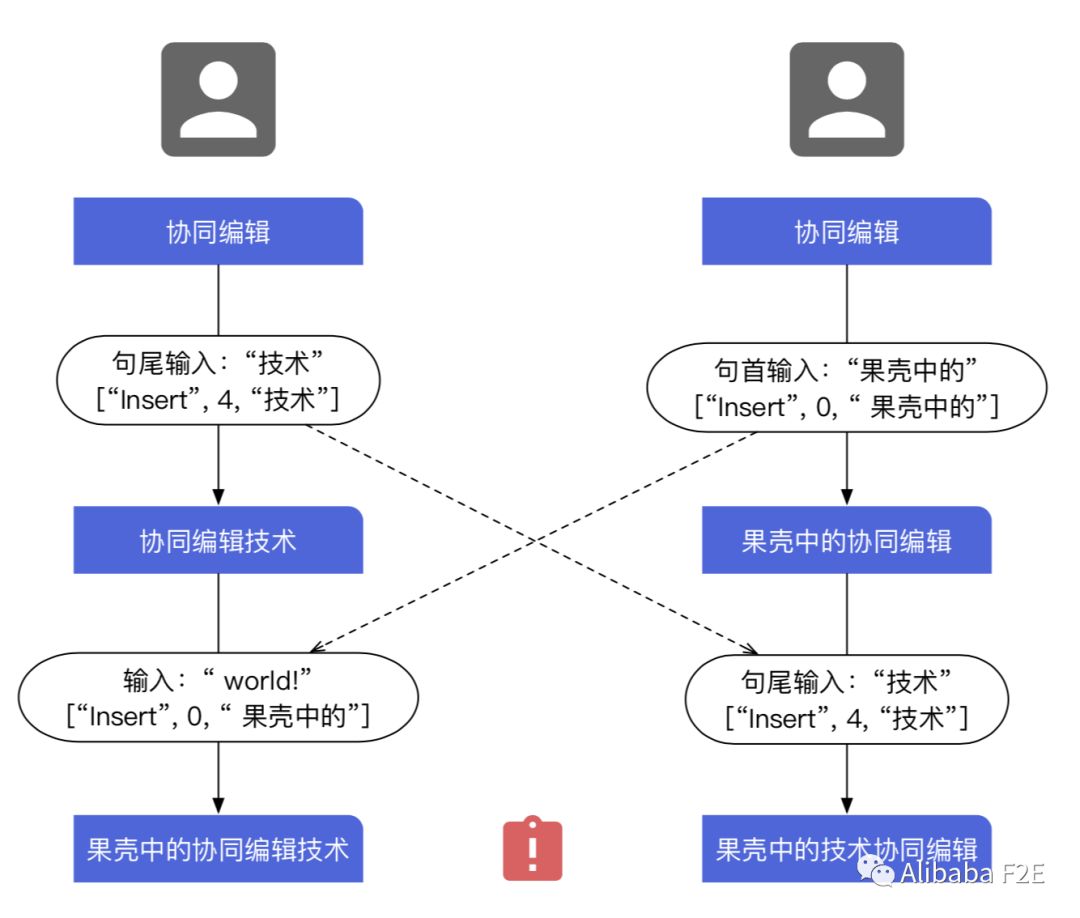 协同编辑
协同编辑
句尾输入：“技术”
[“Insert”, 4, “技术”]
句首输入：“果壳中的”
[“Insert”, 0, “ 果壳中的”]
协同编辑技术
果壳中的协同编辑
输入：“ world!”
[“Insert”, 0, “ 果壳中的”]
句尾输入：“技术”
[“Insert”, 4, “技术”]
果壳中的协同编辑技术
果壳中的技术协同编辑
Alibaba F2E